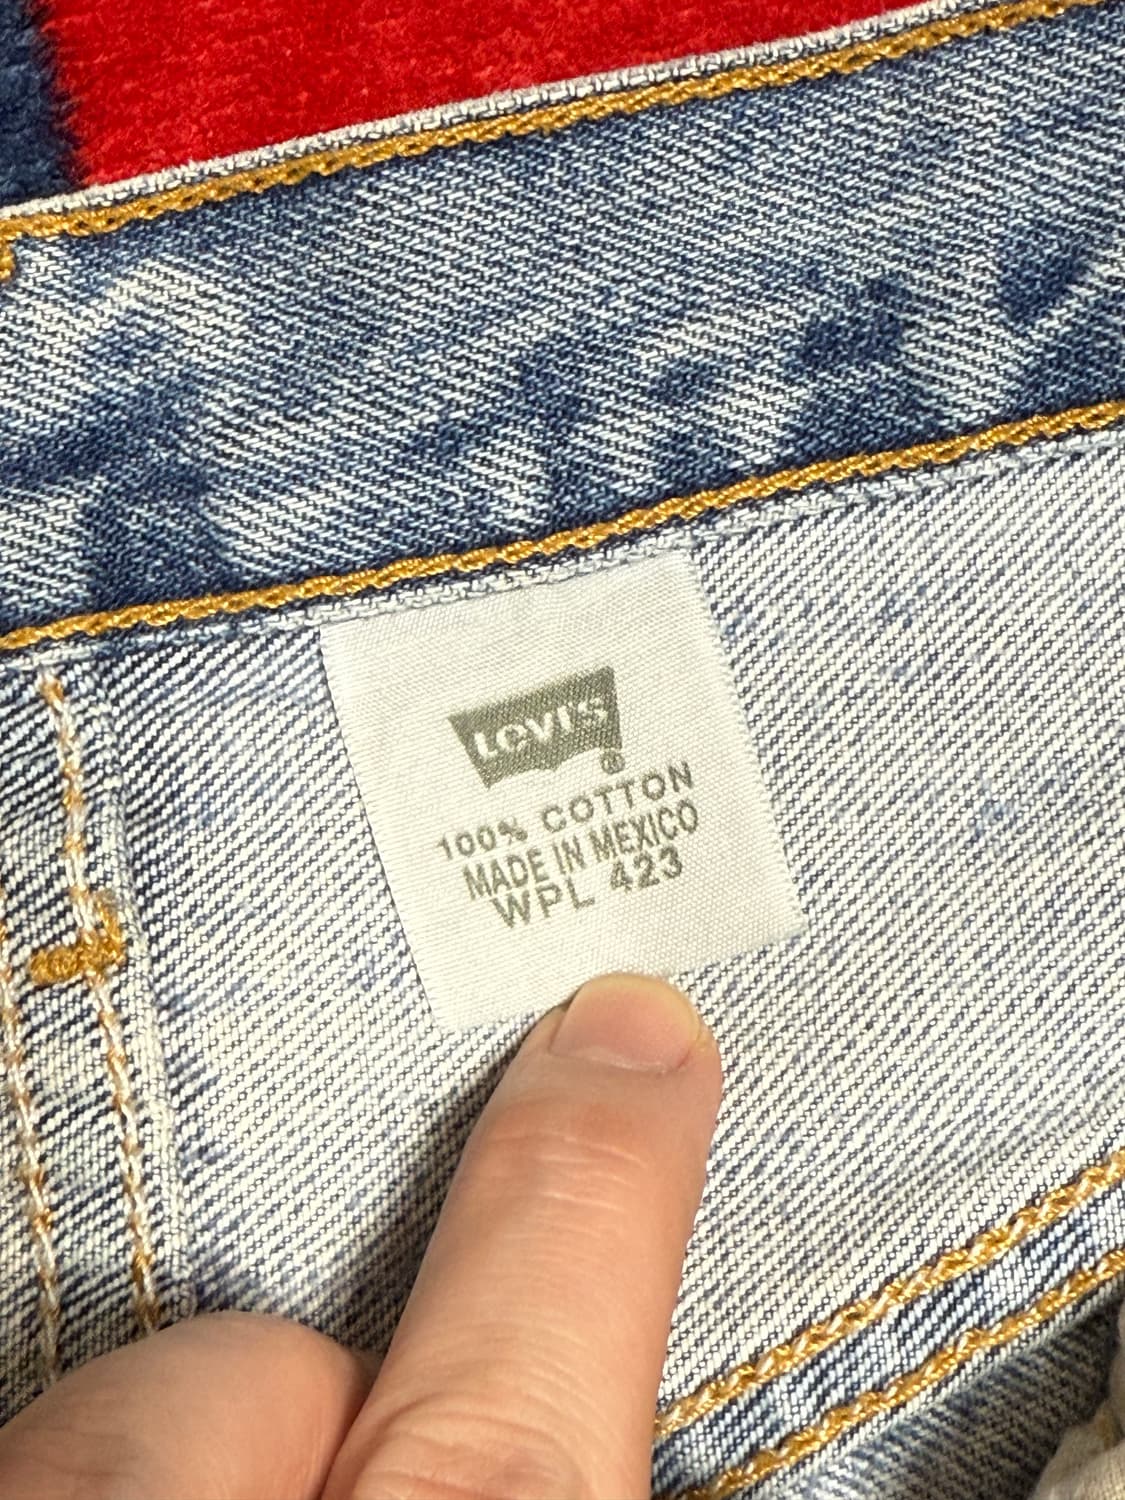 Levi's
®
100% COTTON
MADE IN MEXICO
WPL 423